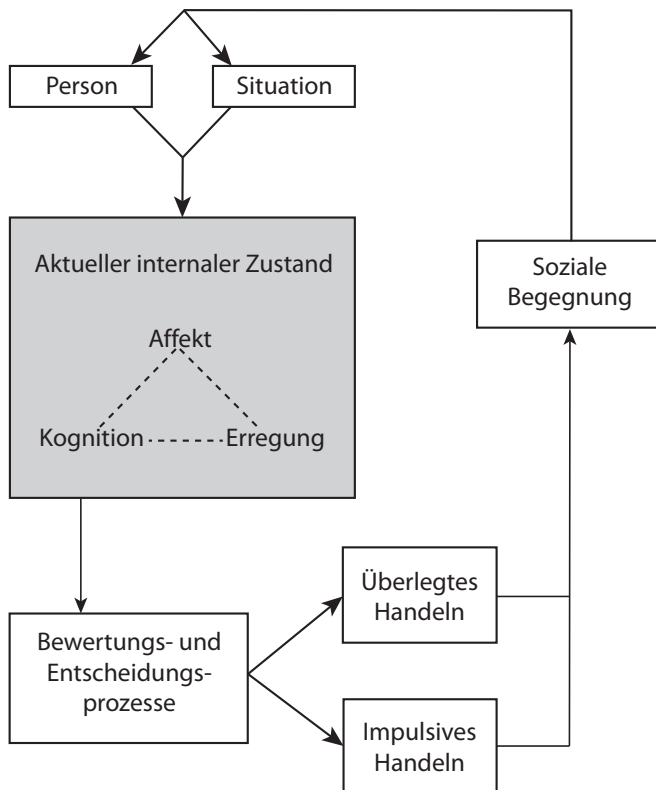 Person
Situation
Aktueller internaler Zustand
Affekt
Kognition
Erregung
Soziale
Begegnung
Überlegtes
Handeln
Bewertungs- und
Entscheidungs-
prozesse
Impulsives
Handeln